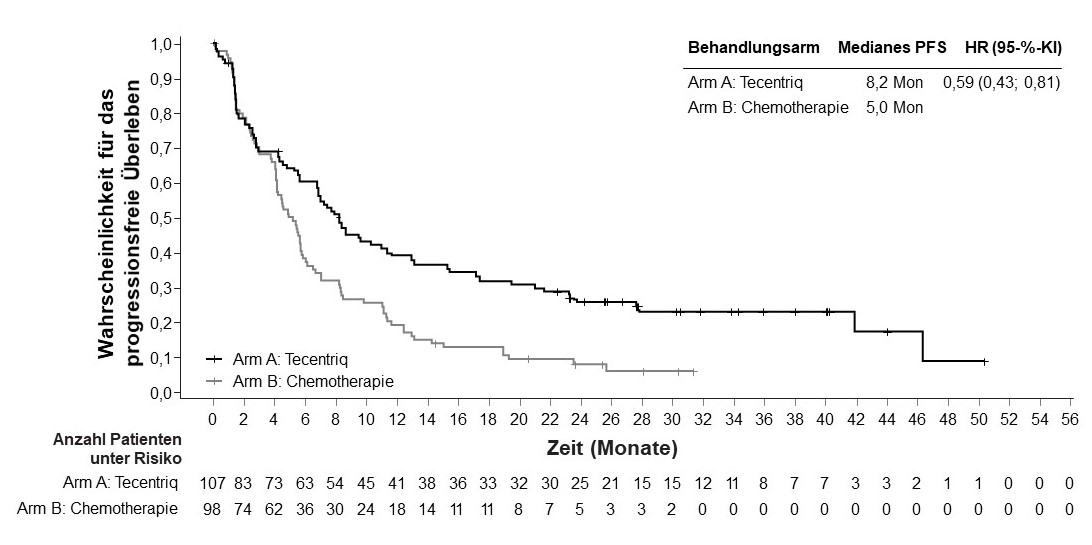 Behandlungsarm Medianes PFS HR (95-%-KI)
Arm A: Tecentriq 8,2 Mon 0,59 (0,43; 0,81)
Arm B: Chemotherapie 5,0 Mon
Wahrscheinlichkeit für das
progressionsfreie Überleben
1,0
0,9
0,8
0,7
0,6
0,5
0,4
0,3
0,2
0,1
0,0
Arm A: Tecentriq
Arm B: Chemotherapie
0 2 4 6 8 10 12 14 16 18 20 22 24 26 28 30 32 34 36 38 40 42 44 46 48 50 52 54 56
Zeit (Monate)
Anzahl Patienten
unter Risiko
Arm A: Tecentriq 107 83 73 63 54 45 41 38 36 33 32 30 25 21 15 15 12 11 8 7 7 3 3 2 1 1 0 0 0
Arm B: Chemotherapie 98 74 62 36 30 24 18 14 11 11 8 7 5 3 3 2 0 0 0 0 0 0 0 0 0 0 0 0 0